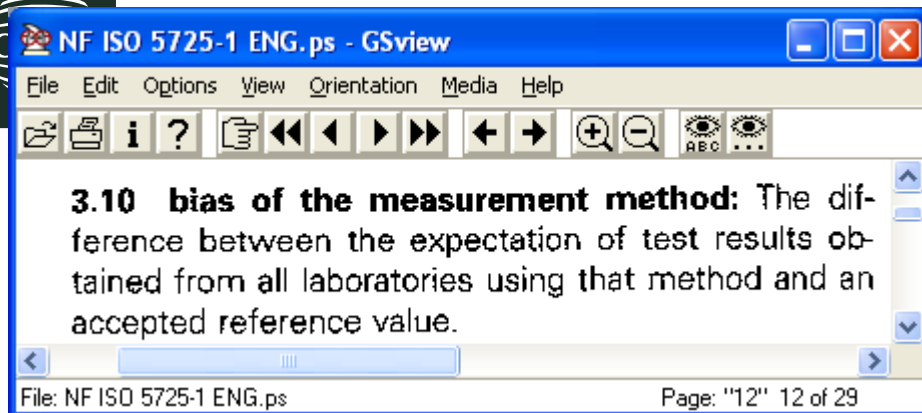 NF ISO 5725-1 ENG.ps - GSview
File Edit Options View Orientation Media Help
i ? ABC
3.10 bias of the measurement method: The dif-
ference between the expectation of test results ob-
tained from all laboratories using that method and an
accepted reference value.
File: NF ISO 5725-1 ENG.ps Page: "12" 12 of 29